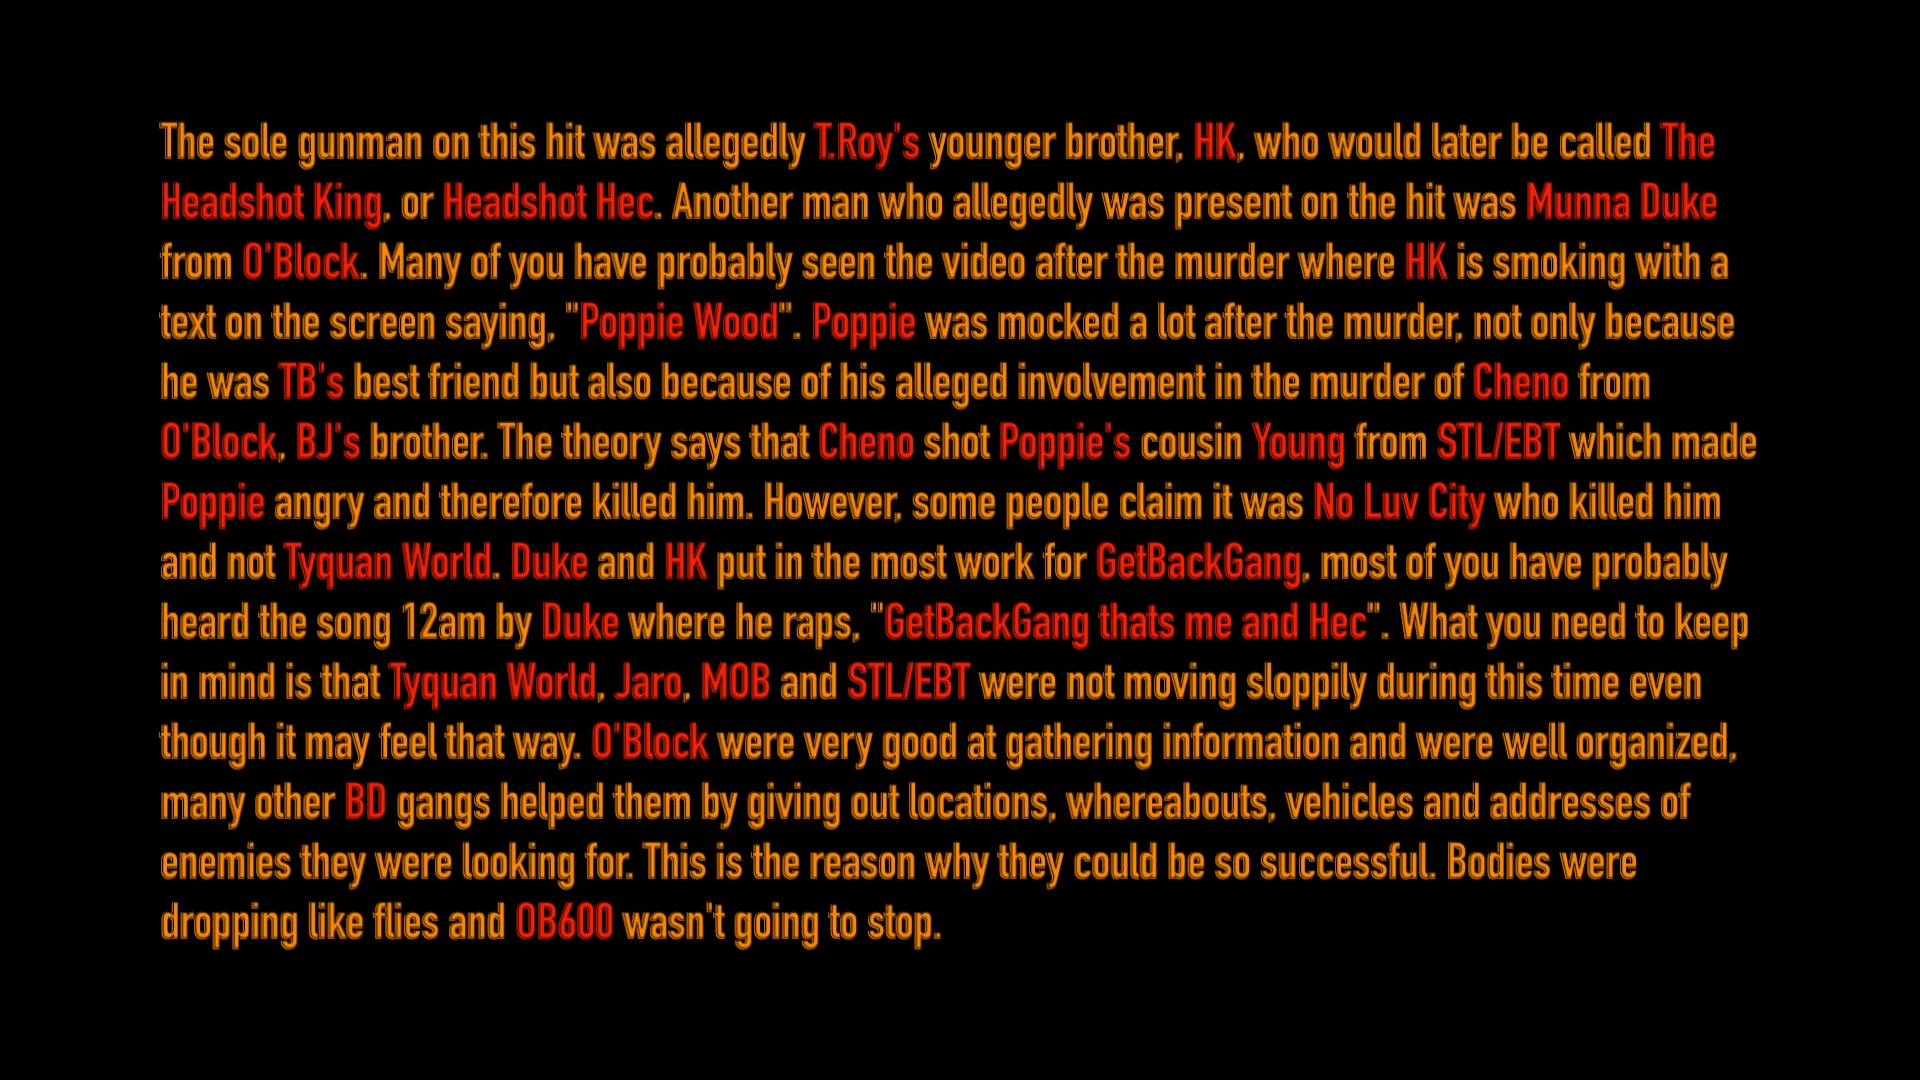 The sole gunman on this hit was allegedly T.Roy's younger brother, HK, who would later be called The
Headshot King, or Headshot Hec. Another man who allegedly was present on the hit was Munna Duke
from O'Block. Many of you have probably seen the video after the murder where HK is smoking with a
text on the screen saying, "Poppie Wood". Poppie was mocked a lot after the murder, not only because
he was TB's best friend but also because of his alleged involvement in the murder of Cheno from
O'Block, BJ's brother. The theory says that Cheno shot Poppie's cousin Young from STL/EBT which made
Poppie angry and therefore killed him. However, some people claim it was No Luv City who killed him
and not Tyquan World. Duke and HK put in the most work for GetBackGang, most of you have probably
heard the song 12am by Duke where he raps, "GetBackGang thats me and Hec". What you need to keep
in mind is that Tyquan World, Jaro, MOB and STL/EBT were not moving sloppily during this time even
though it may feel that way. O'Block were very good at gathering information and were well organized,
many other BD gangs helped them by giving out locations, whereabouts, vehicles and addresses of
enemies they were looking for. This is the reason why they could be so successful. Bodies were
dropping like flies and OB600 wasn't going to stop.